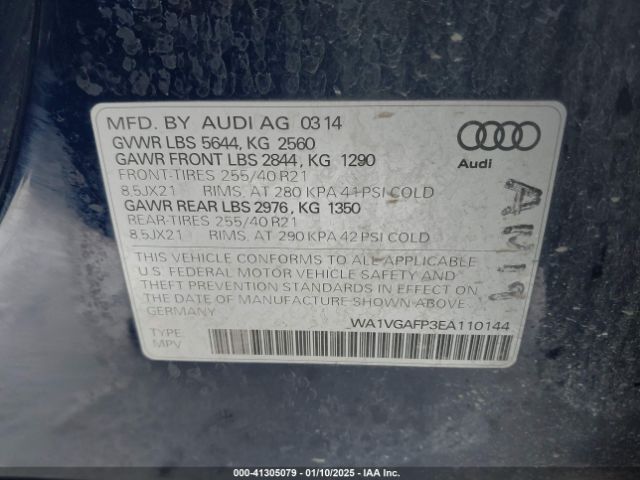 MFD. BY AUDI AG 03 14
GVWR LBS 5644, KG 2560
GAWR FRONT LBS 2844, KG 1290
FRONT-TIRES 255/40 R21
8.5JX21 RIMS, AT 280 KPA 41 PSI COLD
GAWR REAR LBS 2976, KG 1350
REAR-TIRES 255/40 R21
8.5JX21 RIMS, AT 290 KPA 42 PSI COLD
THIS VEHICLE CONFORMS TO ALL APPLICABLE
U.S. FEDERAL MOTOR VEHICLE SAFETY AND
THEFT PREVENTION STANDARDS IN EFFECT ON
THE DATE OF MANUFACTURE SHOWN ABOVE.
GERMANY
TYPE:
MPV
WA1VGAFP3EA110144
Audi
000-41305079 - 01/10/2025 - IAA Inc.